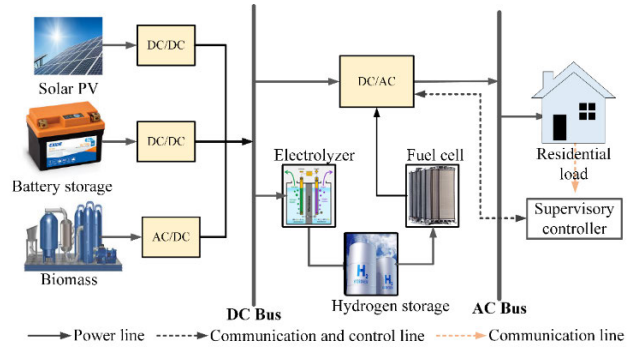 DC/DC
Solar PV
DC/DC
Battery storage
AC/DC
Biomass
DC/AC
Electrolyzer
Fuel cell
H₂
Hydrogen storage
DC Bus
AC Bus
Residential
load
Supervisory
controller
Power line
Communication and control line
Communication line